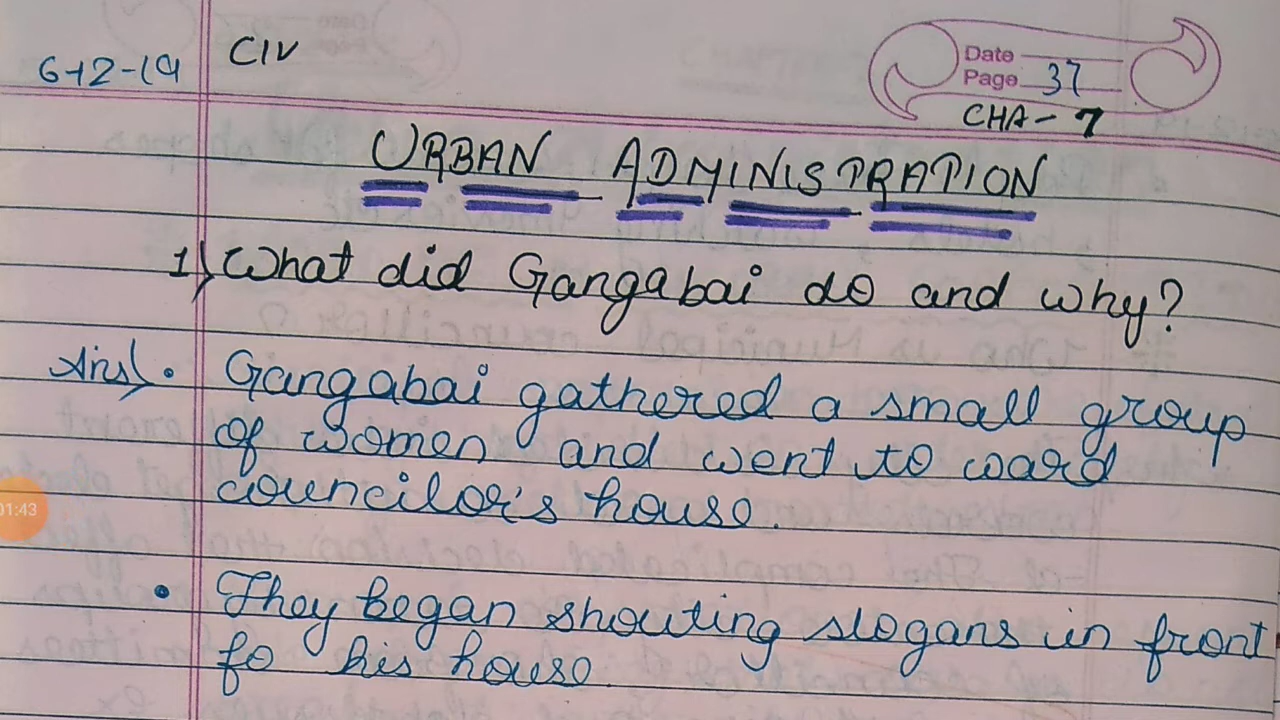 6-12-19 CIV
Date
Page 37
CHA-7
URBAN ADMINISTRATION
1) What did Gangabai do and why?
Ans). • Gangabai gathered a small group
of women and went to ward
councilor's house.
• They began shouting slogans in front
fo his house.
01:43